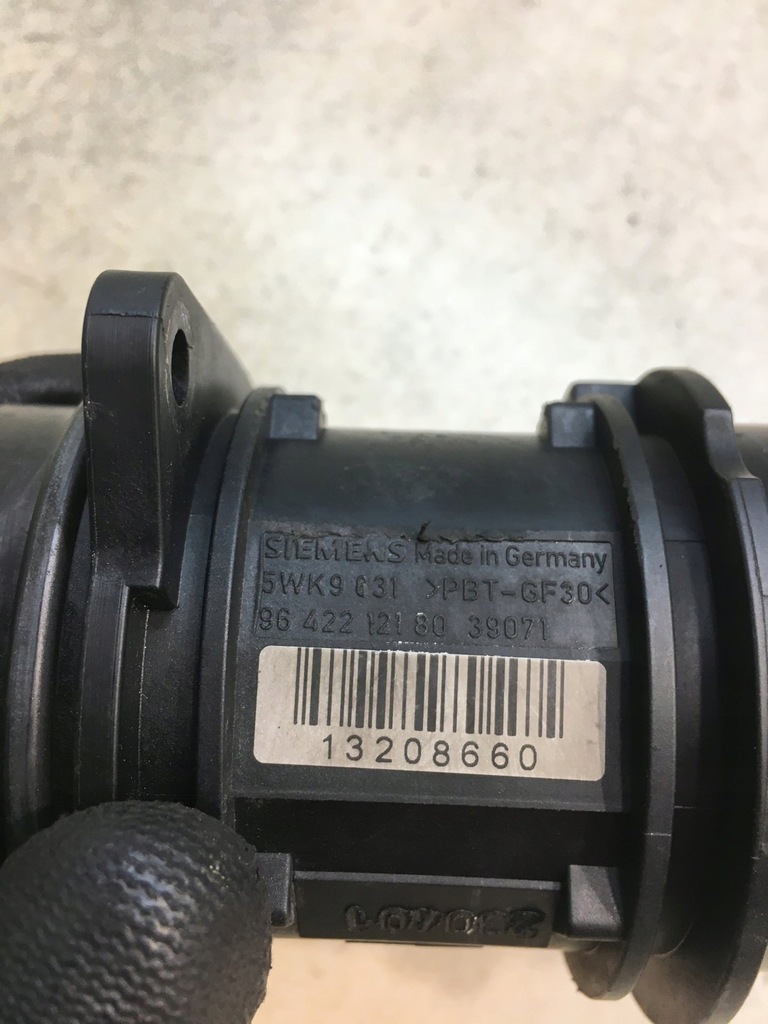 SIEMENS Made in Germany
5WK9 631 >PBT-GF30<
96 422 121 80 39071
13208660